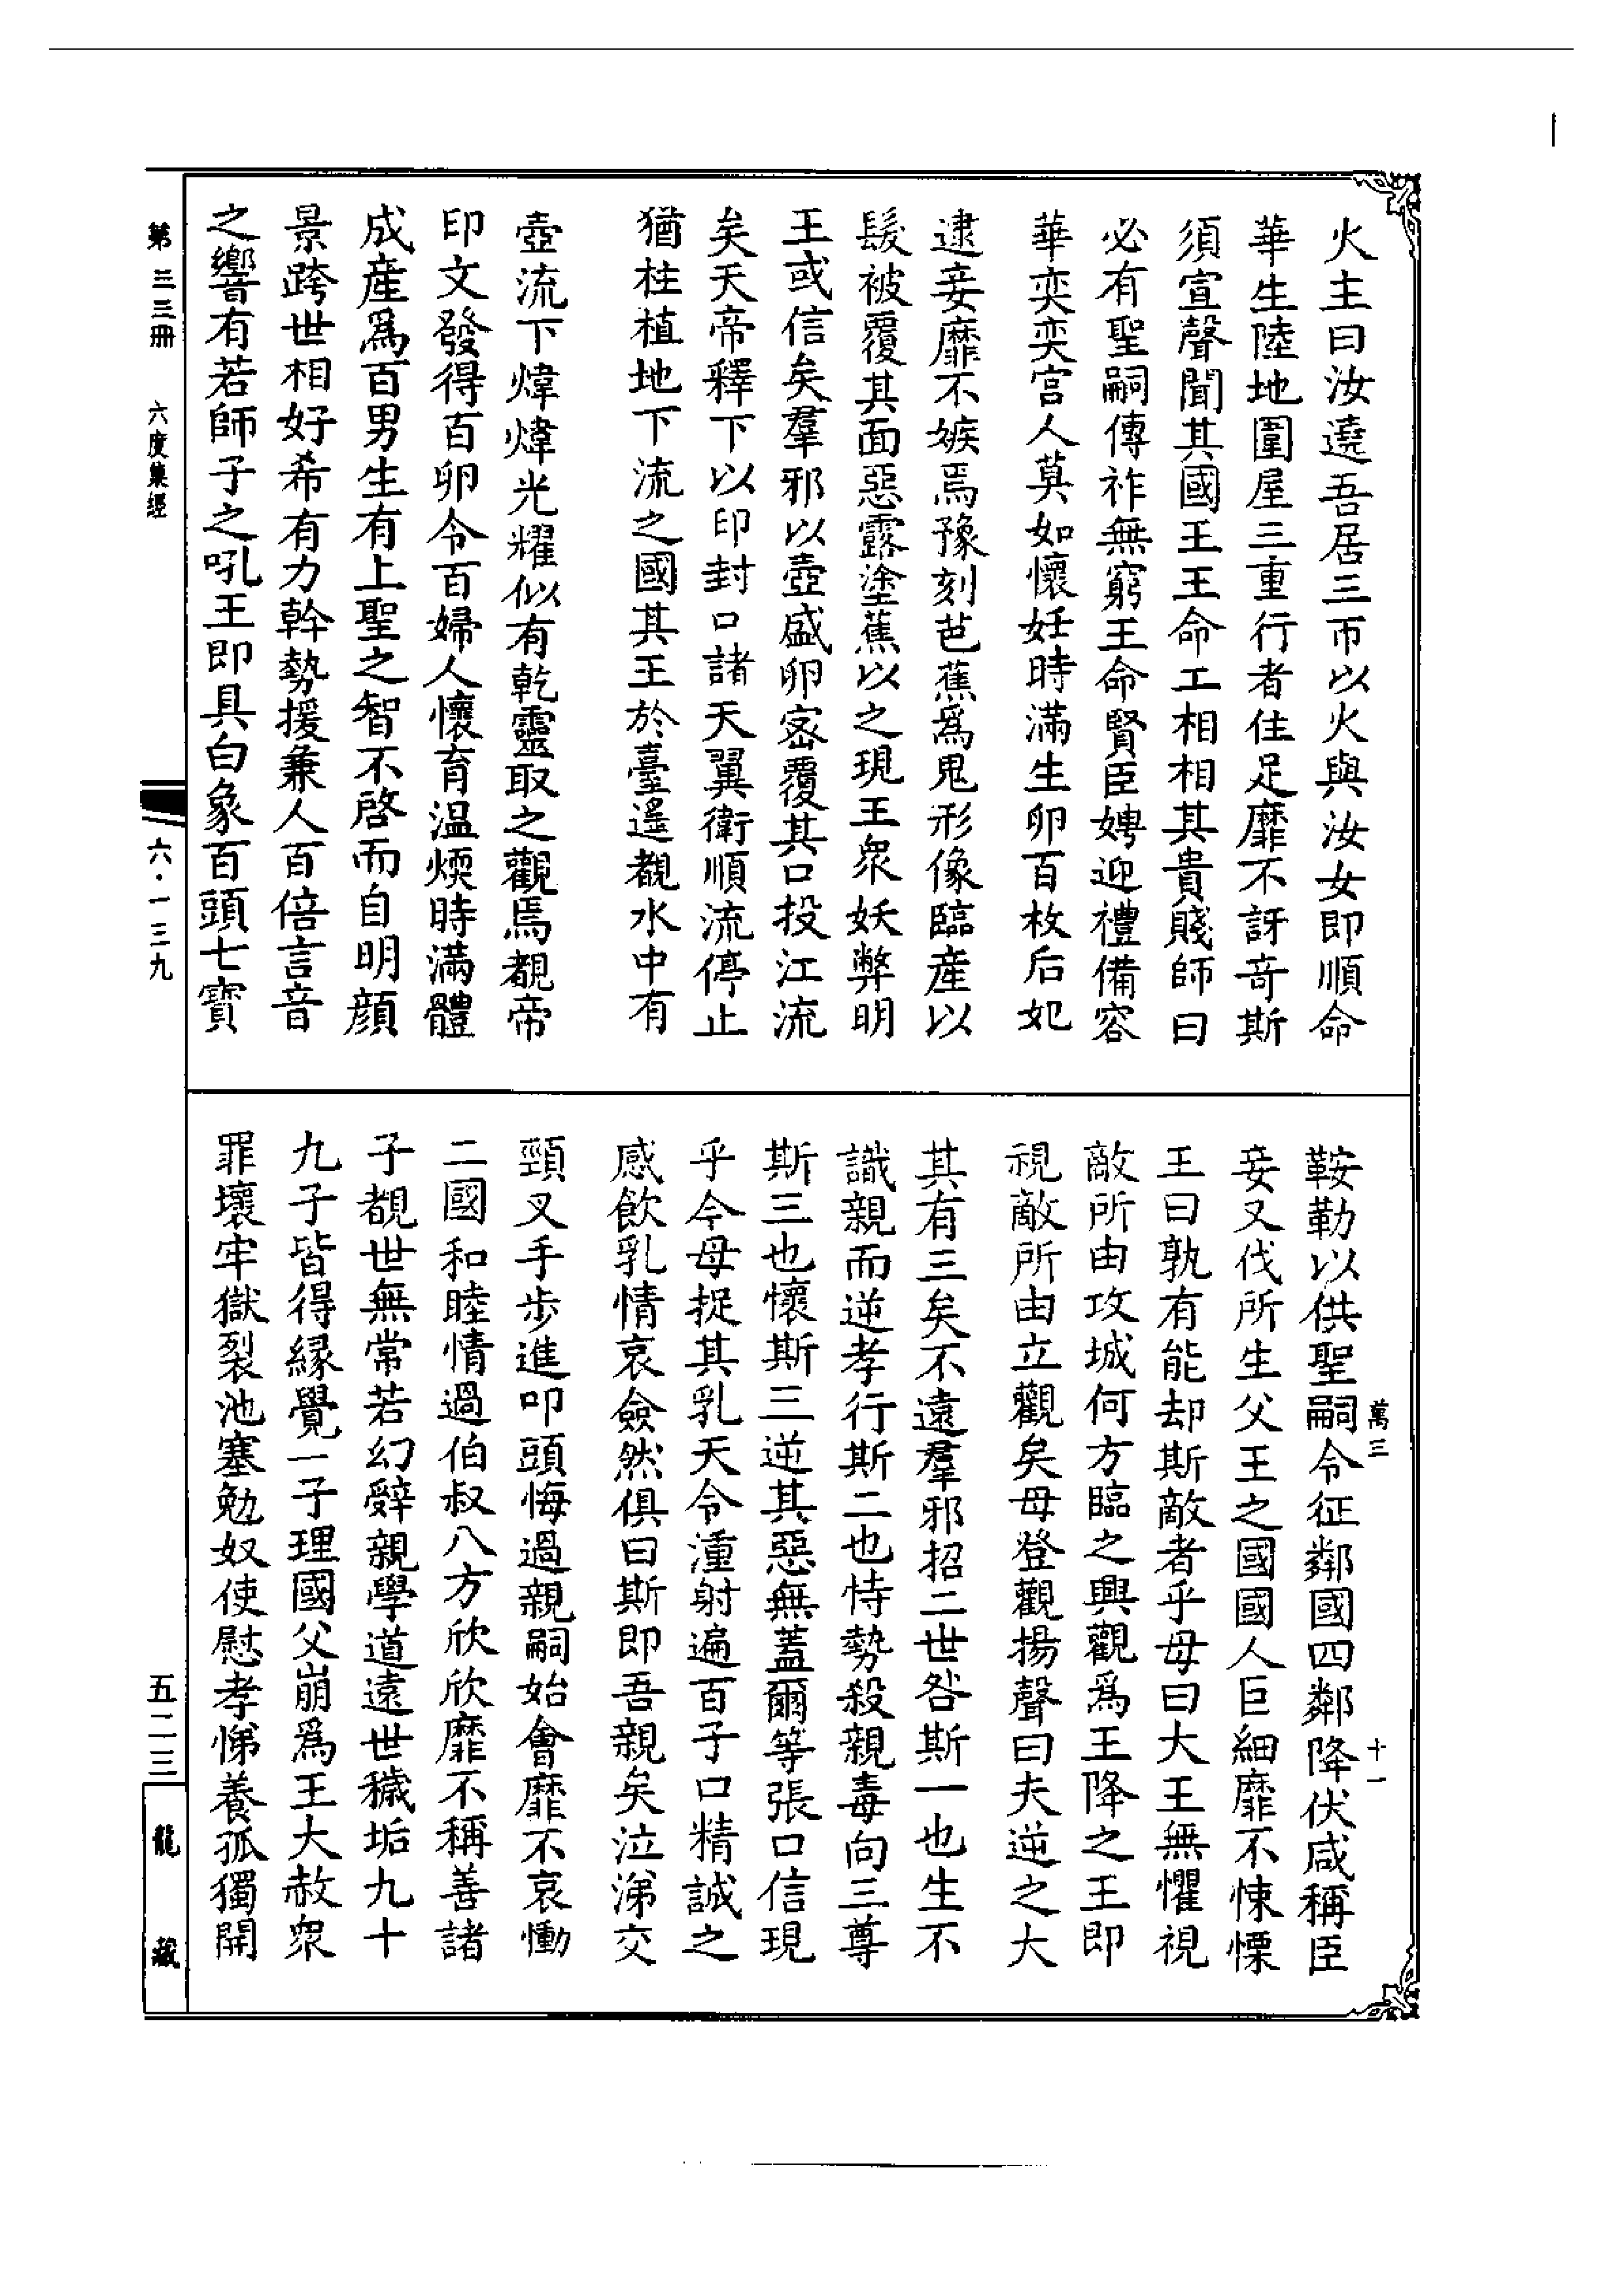 火主曰汝遶吾居三帀以火與汝女即順命
華生陸地圍屋三重行者住足靡不訝奇斯
須宣聲聞其國王王命工相相其貴賤師曰
必有聖嗣傳祚無窮王命賢臣娉迎禮備容
華奕奕宫人莫如懷妊時滿生卵百枚后妃
逮妾靡不嫉焉豫刻芭蕉爲鬼形像臨產以
髮被覆其面惡露塗蕉以之現王衆妖弊明
王或信矣羣邪以壺盛卵宻覆其口投江流
矣天帝釋下以印封口諸天翼衛順流停止
猶柱植地下流之國其王於臺遙覩水中有
壺流下煒煒光耀似有乾靈取之觀焉覩帝
印文發得百卵令百婦人懷育温煗時滿體
成產爲百男生有上聖之智不啓而自明顏
景跨世相好希有力幹勢援兼人百倍言音
之響有若師子之吼王即具白象百頭七寶
鞍勒以供聖嗣令征鄰國四鄰降伏咸稱臣
妾又伐所生父王之國國人巨細靡不悚慄
王曰孰有能却斯敵者乎母曰大王無懼視
敵所由攻城何方臨之興觀爲王降之王即
視敵所由立觀矣母登觀揚聲曰夫逆之大
其有三矣不遠羣邪招二世咎斯一也生不
識親而逆孝行斯二也恃勢殺親毒向三尊
斯三也懷斯三逆其惡無蓋爾等張口信現
乎今母捉其乳天令湩射遍百子口精誠之
感飲乳情哀僉然俱曰斯即吾親矣泣涕交
頸叉手步進叩頭悔過親嗣始會靡不哀慟
二國和睦情過伯叔八方欣欣靡不稱善諸
子覩世無常若幻辭親學道遠世穢垢九十
九子皆得緣覺一子理國父崩爲王大赦衆
罪壞牢獄裂池塞勉奴使慰孝悌養孤獨開
萬三
十一
第三三冊
六度集經
六·一三九
五二三
龍藏